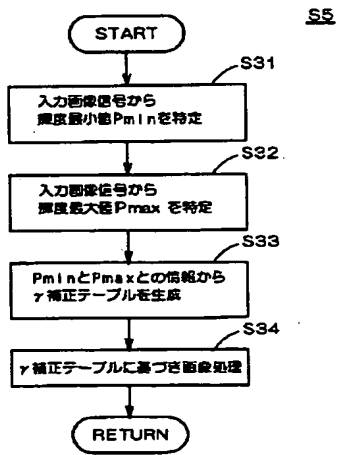 S5
START
S31
入力画像信号から
輝度最小値Pminを特定
S32
入力画像信号から
輝度最大値Pmax を特定
S33
PminとPmaxとの情報から
γ補正テーブルを生成
S34
γ補正テーブルに基づき画像処理
RETURN